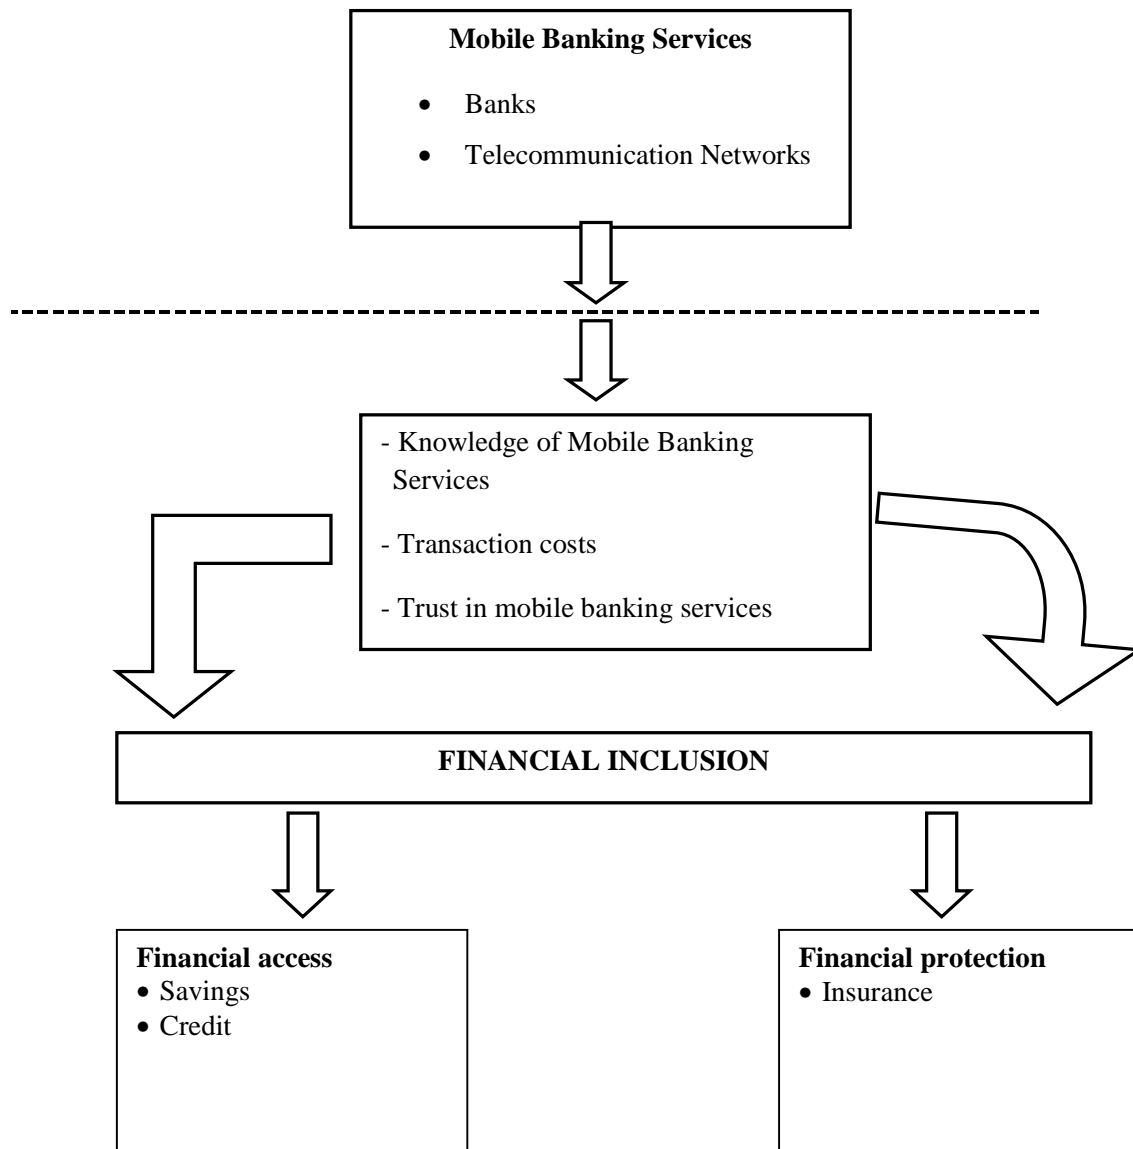 Mobile Banking Services
• Banks
• Telecommunication Networks
- Knowledge of Mobile Banking
Services
- Transaction costs
- Trust in mobile banking services
FINANCIAL INCLUSION
Financial access
• Savings
• Credit
Financial protection
• Insurance